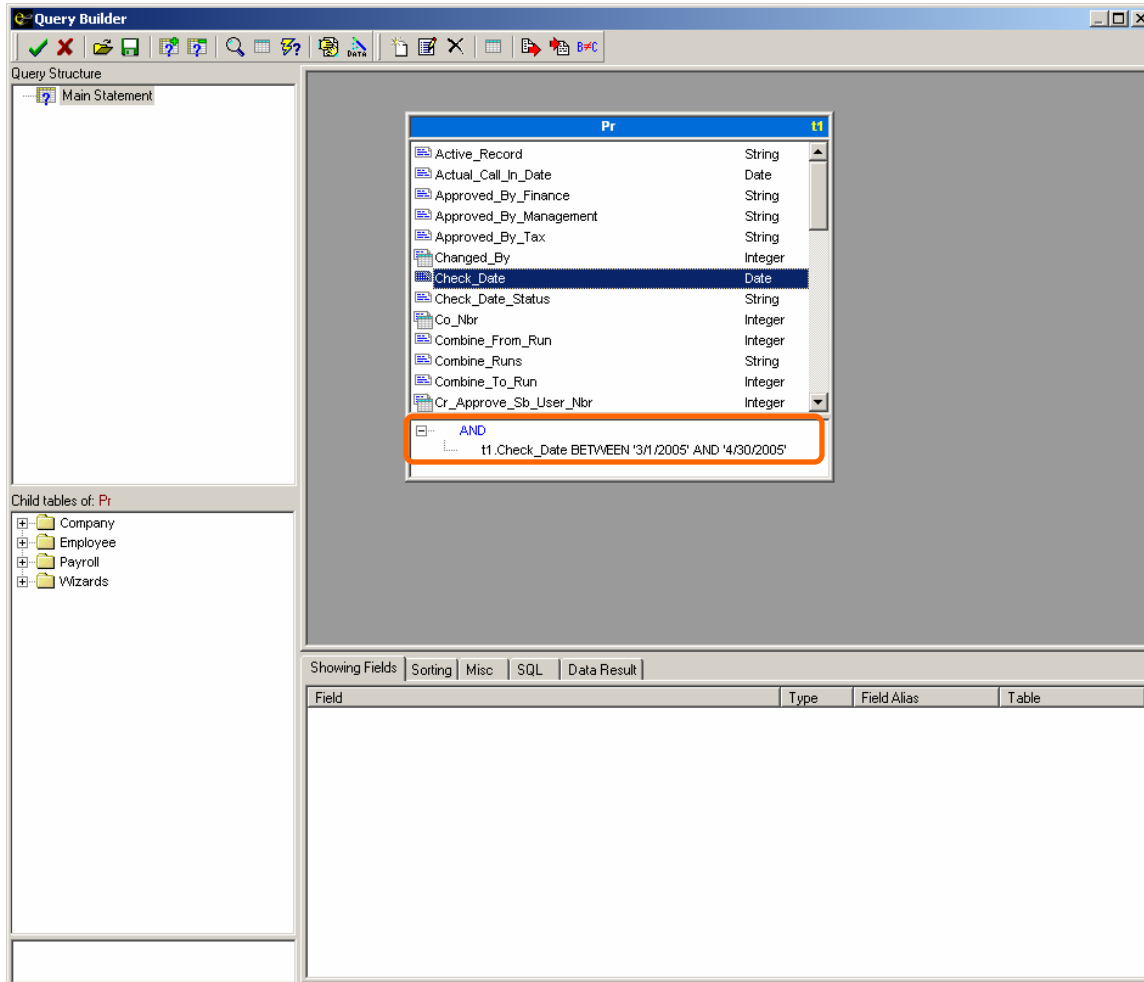 Query Builder
DATA B≠C
Query Structure
Main Statement
Pr t1
Active_Record String
Actual_Call_In_Date Date
Approved_By_Finance String
Approved_By_Management String
Approved_By_Tax String
Changed_By Integer
Check_Date Date
Check_Date_Status String
Co_Nbr Integer
Combine_From_Run Integer
Combine_Runs String
Combine_To_Run Integer
Cr_Approve_Sb_User_Nbr Integer
AND
t1.Check_Date BETWEEN '3/1/2005' AND '4/30/2005'
Child tables of: Pr
Company
Employee
Payroll
Wizards
Showing Fields Sorting Misc SQL Data Result
Field Type Field Alias Table